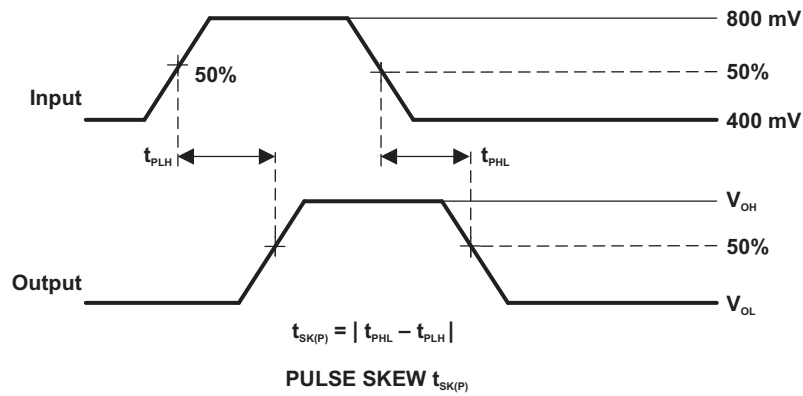 800 mV
50%
50%
Input
400 mV
tPLH
tPHL
VOH
50%
Output
VOL
tSK(P) = | tPHL – tPLH |
PULSE SKEW tSK(P)